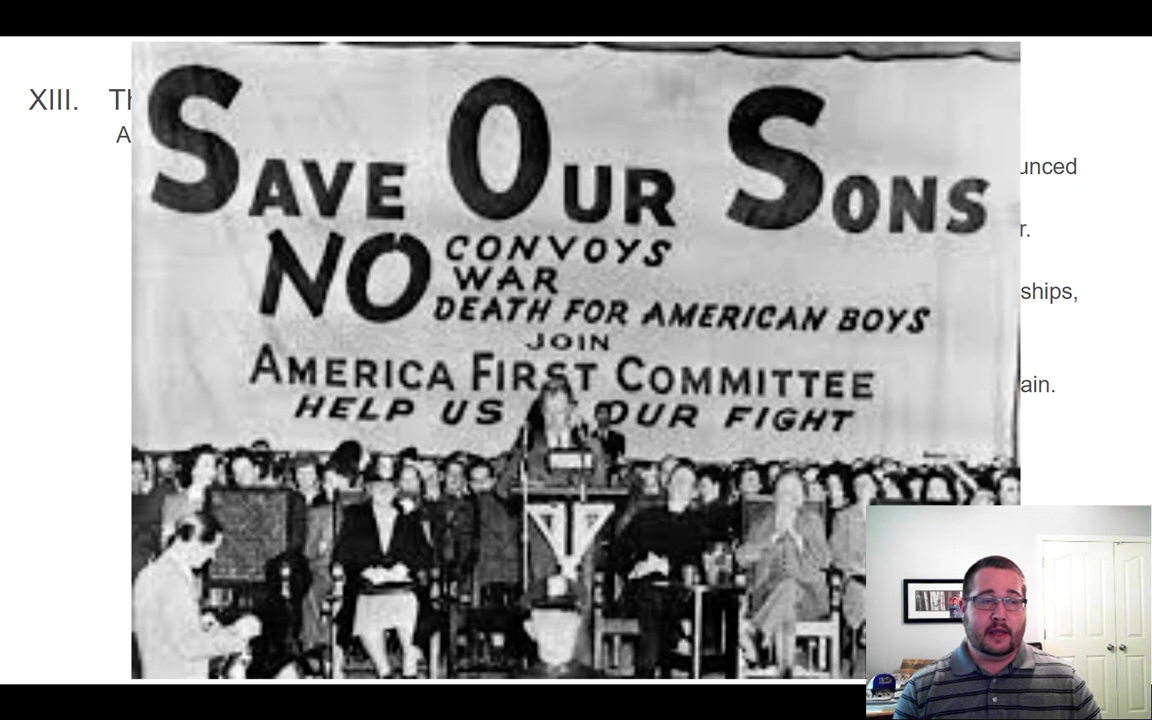 XIII. Th
A
unced
r.
ships,
ain.
SAVE OUR SONS
NO CONVOYS
WAR
DEATH FOR AMERICAN BOYS
JOIN
AMERICA FIRST COMMITTEE
HELP US OUR FIGHT